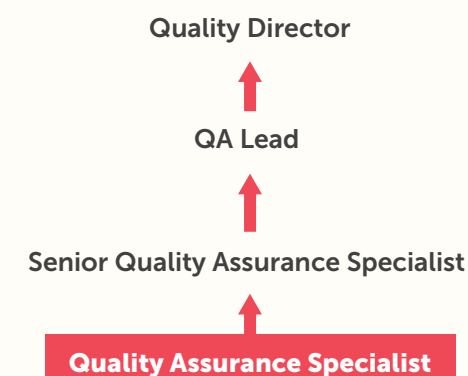 Quality Director
QA Lead
Senior Quality Assurance Specialist
Quality Assurance Specialist